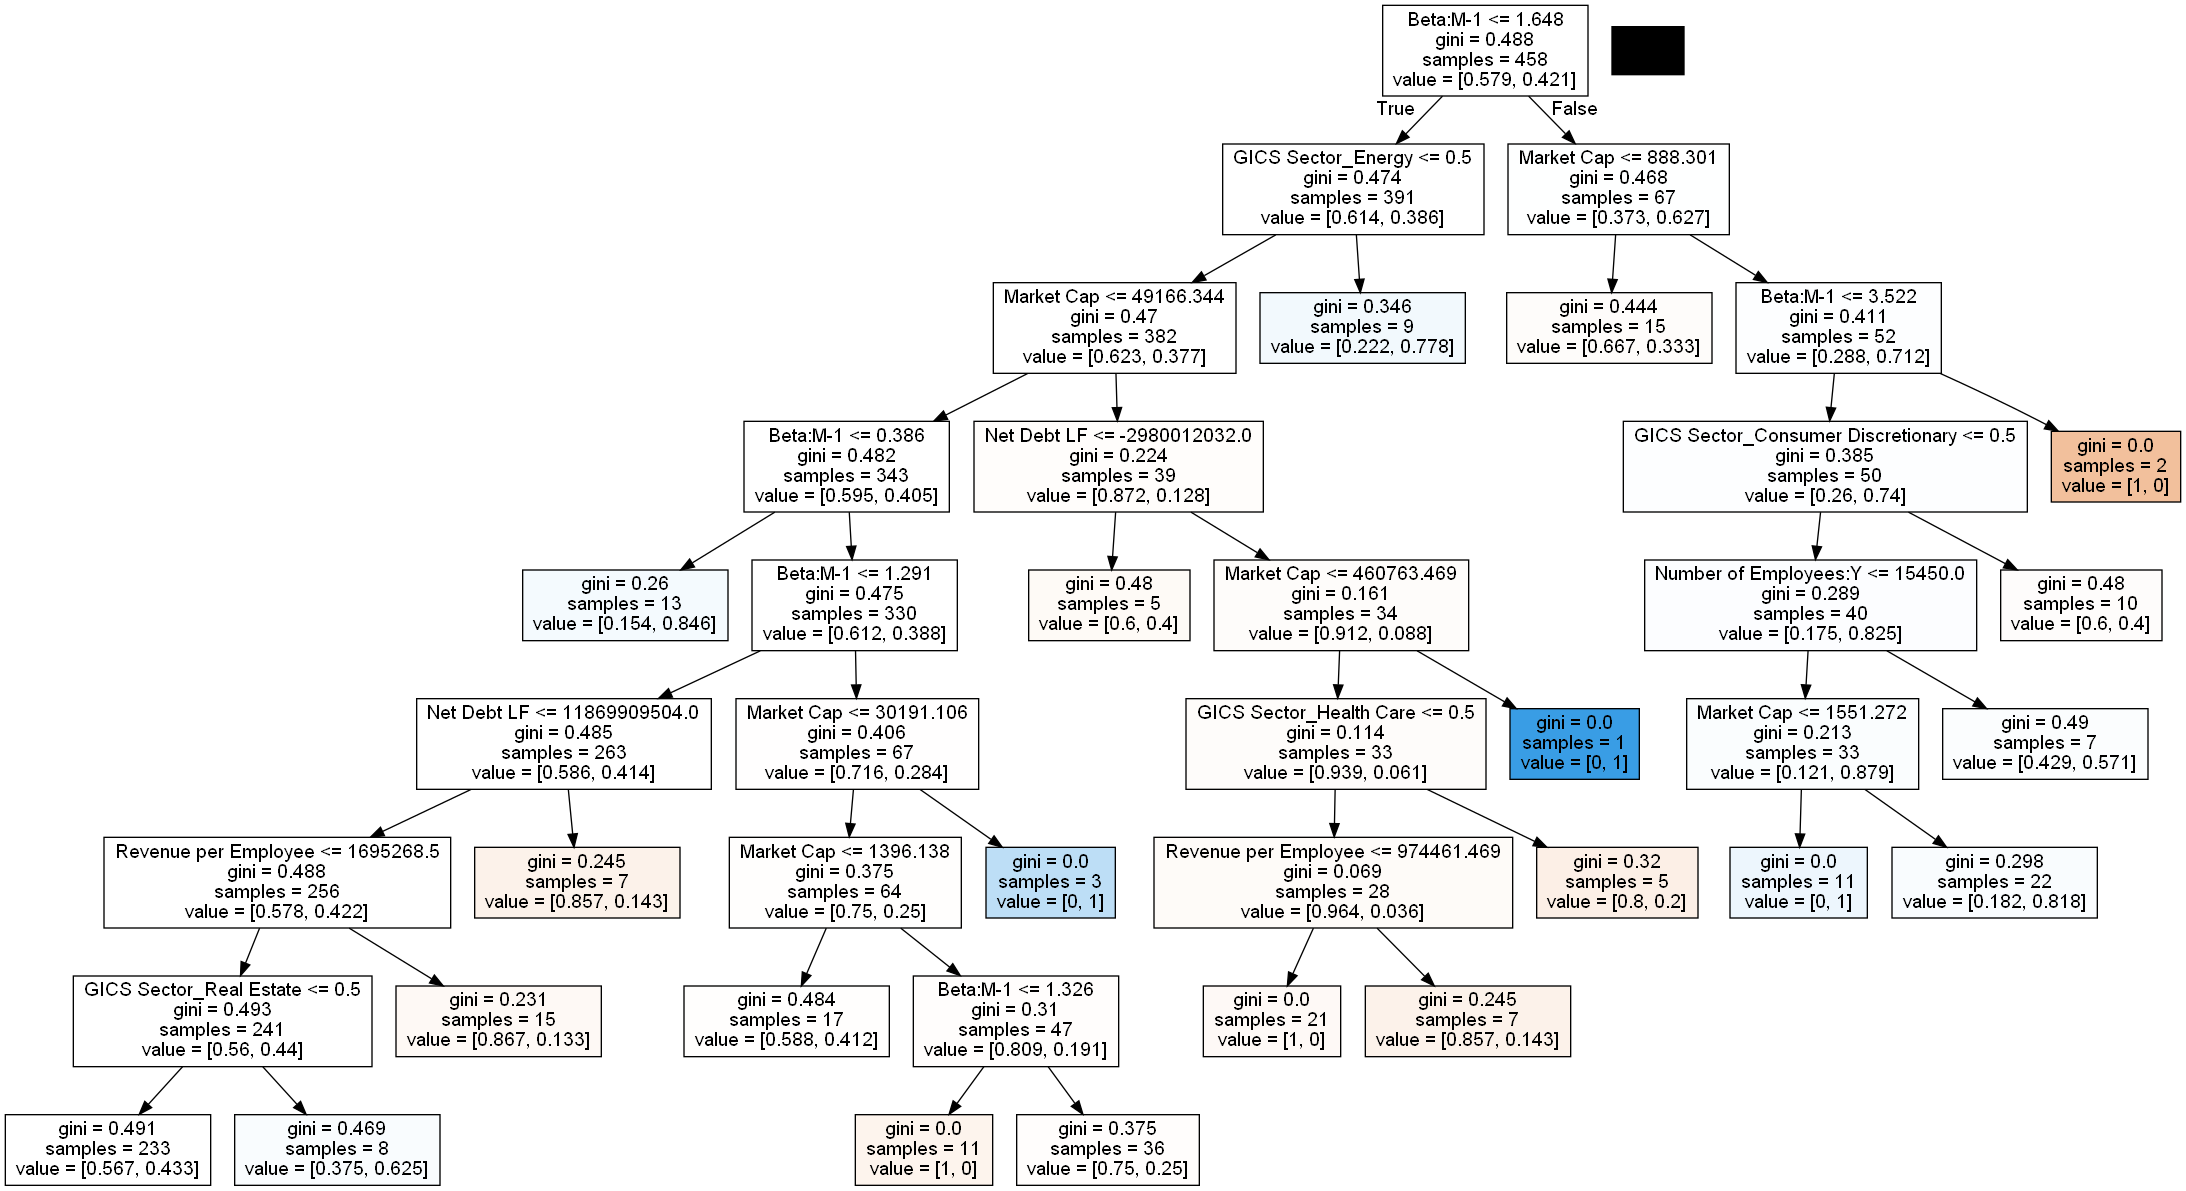 Beta:M-1 <= 1.648
gini = 0.488
samples = 458
value = [0.579, 0.421]
True
False
GICS Sector_Energy <= 0.5
gini = 0.474
samples = 391
value = [0.614, 0.386]
Market Cap <= 888.301
gini = 0.468
samples = 67
value = [0.373, 0.627]
Market Cap <= 49166.344
gini = 0.47
samples = 382
value = [0.623, 0.377]
gini = 0.346
samples = 9
value = [0.222, 0.778]
gini = 0.444
samples = 15
value = [0.667, 0.333]
Beta:M-1 <= 3.522
gini = 0.411
samples = 52
value = [0.288, 0.712]
Beta:M-1 <= 0.386
gini = 0.482
samples = 343
value = [0.595, 0.405]
Net Debt LF <= -2980012032.0
gini = 0.224
samples = 39
value = [0.872, 0.128]
GICS Sector_Consumer Discretionary <= 0.5
gini = 0.385
samples = 50
value = [0.26, 0.74]
gini = 0.0
samples = 2
value = [1, 0]
gini = 0.26
samples = 13
value = [0.154, 0.846]
Beta:M-1 <= 1.291
gini = 0.475
samples = 330
value = [0.612, 0.388]
gini = 0.48
samples = 5
value = [0.6, 0.4]
Market Cap <= 460763.469
gini = 0.161
samples = 34
value = [0.912, 0.088]
Number of Employees:Y <= 15450.0
gini = 0.289
samples = 40
value = [0.175, 0.825]
gini = 0.48
samples = 10
value = [0.6, 0.4]
Net Debt LF <= 11869909504.0
gini = 0.485
samples = 263
value = [0.586, 0.414]
Market Cap <= 30191.106
gini = 0.406
samples = 67
value = [0.716, 0.284]
GICS Sector_Health Care <= 0.5
gini = 0.114
samples = 33
value = [0.939, 0.061]
gini = 0.0
samples = 1
value = [0, 1]
Market Cap <= 1551.272
gini = 0.213
samples = 33
value = [0.121, 0.879]
gini = 0.49
samples = 7
value = [0.429, 0.571]
Revenue per Employee <= 1695268.5
gini = 0.488
samples = 256
value = [0.578, 0.422]
gini = 0.245
samples = 7
value = [0.857, 0.143]
Market Cap <= 1396.138
gini = 0.375
samples = 64
value = [0.75, 0.25]
gini = 0.0
samples = 3
value = [0, 1]
Revenue per Employee <= 974461.469
gini = 0.069
samples = 28
value = [0.964, 0.036]
gini = 0.32
samples = 5
value = [0.8, 0.2]
gini = 0.0
samples = 11
value = [0, 1]
gini = 0.298
samples = 22
value = [0.182, 0.818]
GICS Sector_Real Estate <= 0.5
gini = 0.493
samples = 241
value = [0.56, 0.44]
gini = 0.231
samples = 15
value = [0.867, 0.133]
gini = 0.484
samples = 17
value = [0.588, 0.412]
Beta:M-1 <= 1.326
gini = 0.31
samples = 47
value = [0.809, 0.191]
gini = 0.0
samples = 21
value = [1, 0]
gini = 0.245
samples = 7
value = [0.857, 0.143]
gini = 0.491
samples = 233
value = [0.567, 0.433]
gini = 0.469
samples = 8
value = [0.375, 0.625]
gini = 0.0
samples = 11
value = [1, 0]
gini = 0.375
samples = 36
value = [0.75, 0.25]